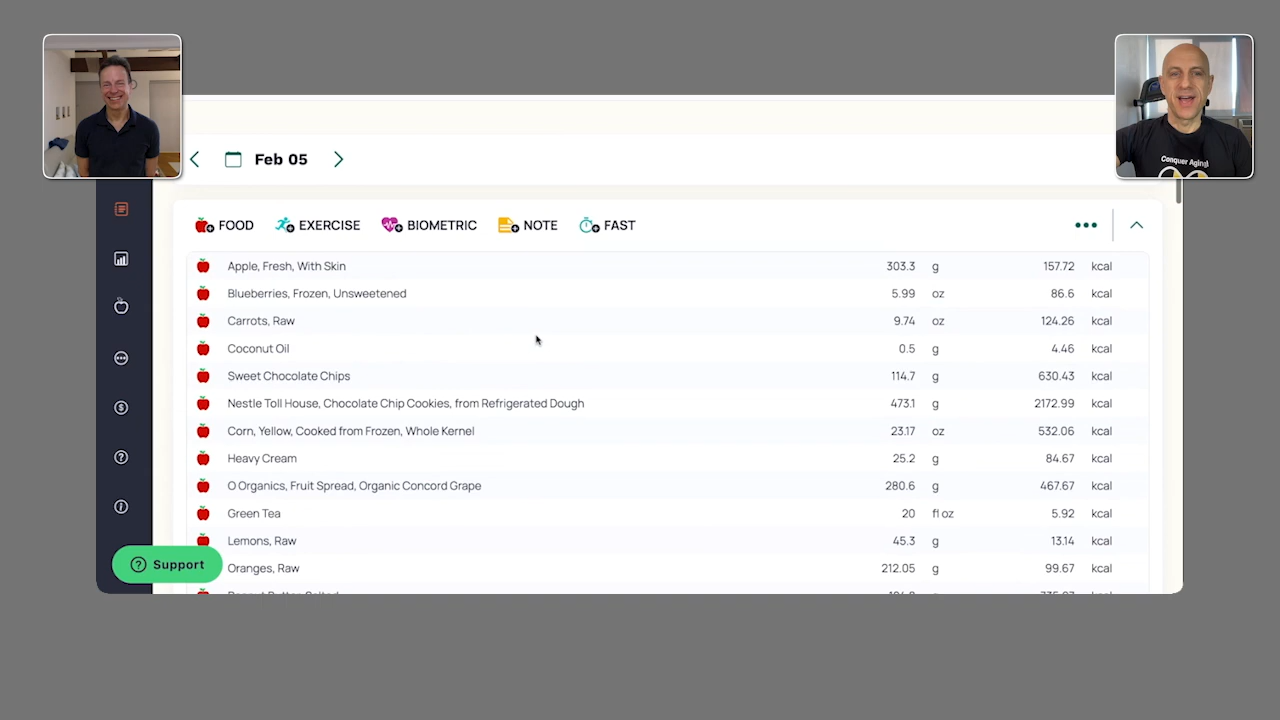 Conquer Aging!
Feb 05
FOOD EXERCISE BIOMETRIC NOTE FAST
Apple, Fresh, With Skin 303.3 g 157.72 kcal
Blueberries, Frozen, Unsweetened 5.99 oz 86.6 kcal
Carrots, Raw 9.74 oz 124.26 kcal
Coconut Oil 0.5 g 4.46 kcal
Sweet Chocolate Chips 114.7 g 630.43 kcal
Nestle Toll House, Chocolate Chip Cookies, from Refrigerated Dough 473.1 g 2172.99 kcal
Corn, Yellow, Cooked from Frozen, Whole Kernel 23.17 oz 532.06 kcal
Heavy Cream 25.2 g 84.67 kcal
O Organics, Fruit Spread, Organic Concord Grape 280.6 g 467.67 kcal
Green Tea 20 fl oz 5.92 kcal
Lemons, Raw 45.3 g 13.14 kcal
Support
Oranges, Raw 212.05 g 99.67 kcal